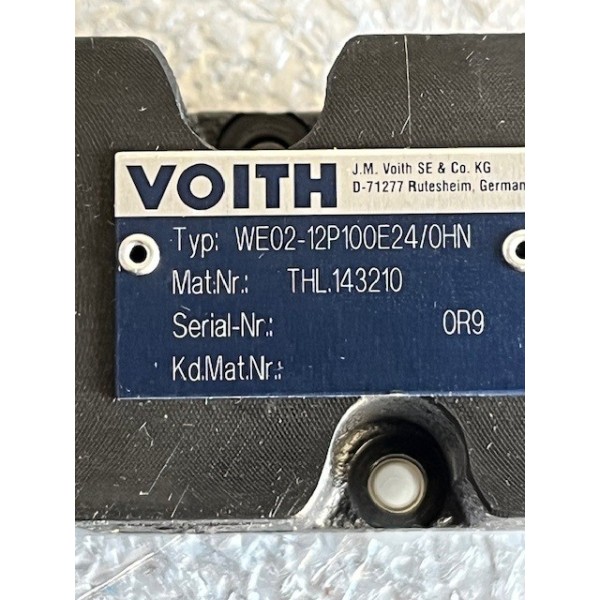 VOITH
J.M. Voith SE & Co. KG
D-71277 Rutesheim, German
Typ: WE02-12P100E24/0HN
Mat.Nr.: THL.143210
Serial-Nr.: 0R9
Kd.Mat.Nr.: